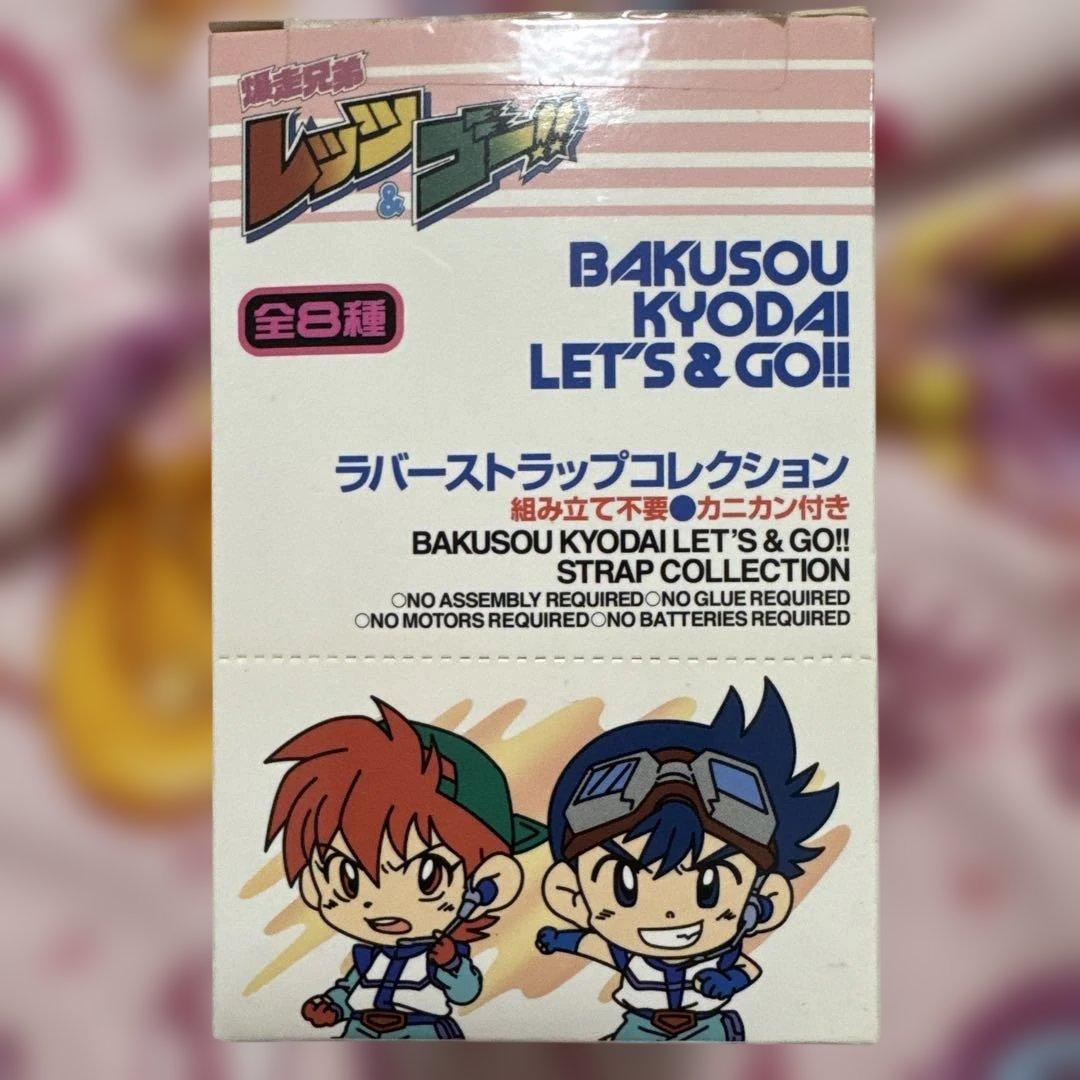 爆走兄弟
レッツ
&
ゴー!!
BAKUSOU
KYODAI
LET'S & GO!!
全8種
ラバーストラップコレクション
組み立て不要●カニカン付き
BAKUSOU KYODAI LET'S & GO!!
STRAP COLLECTION
○NO ASSEMBLY REQUIRED○NO GLUE REQUIRED
○NO MOTORS REQUIRED○NO BATTERIES REQUIRED